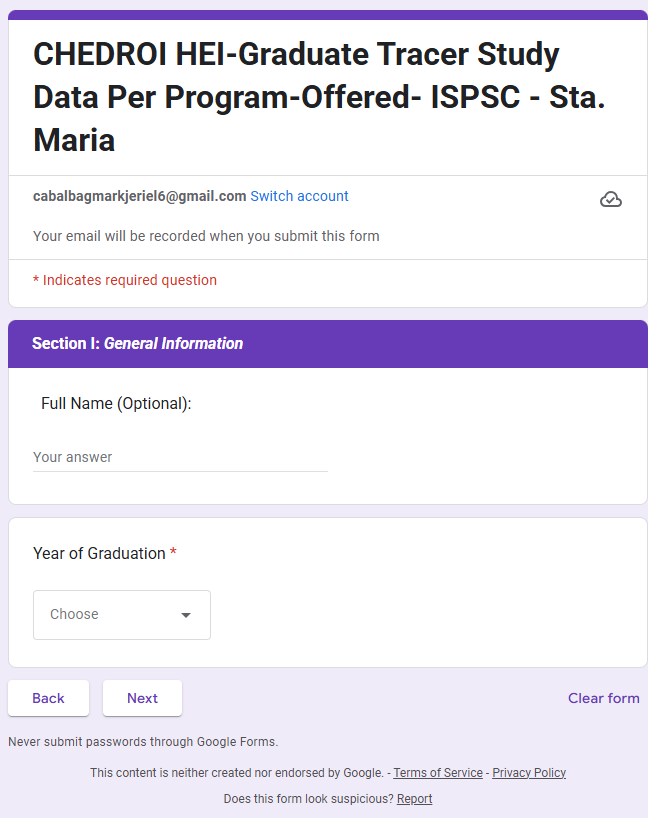 CHEDROI HEI-Graduate Tracer Study
Data Per Program-Offered- ISPSC - Sta.
Maria
cabalbagmarkjeriel6@gmail.com Switch account
Your email will be recorded when you submit this form
* Indicates required question
Section I: General Information
Full Name (Optional):
Your answer
Year of Graduation *
Choose
Back Next Clear form
Never submit passwords through Google Forms.
This content is neither created nor endorsed by Google. - Terms of Service - Privacy Policy
Does this form look suspicious? Report